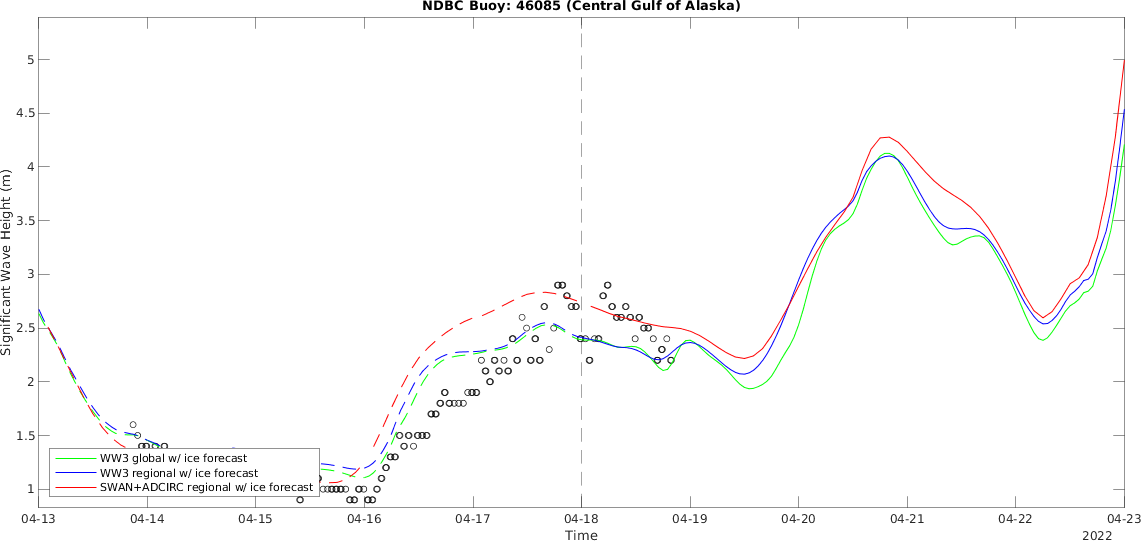 NDBC Buoy: 46085 (Central Gulf of Alaska)
Significant Wave Height (m)
5
4.5
4
3.5
3
2.5
2
1.5
1
WW3 global w/ ice forecast
WW3 regional w/ ice forecast
SWAN+ADCIRC regional w/ ice forecast
04-13 04-14 04-15 04-16 04-17 04-18 04-19 04-20 04-21 04-22 04-23
Time
2022